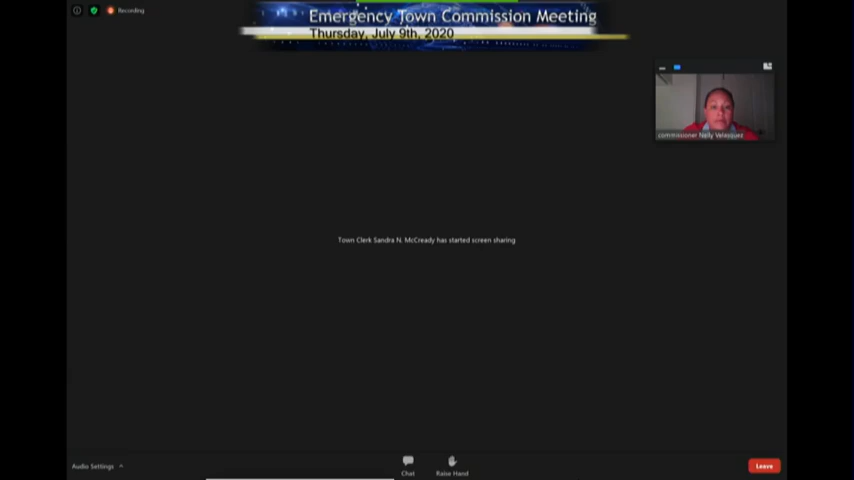 Recording
Emergency Town Commission Meeting
Thursday, July 9th, 2020
commissioner Nelly Velasquez
Town Clerk Sandra N. McCready has started screen sharing
Audio Settings
Chat
Raise Hand
Leave